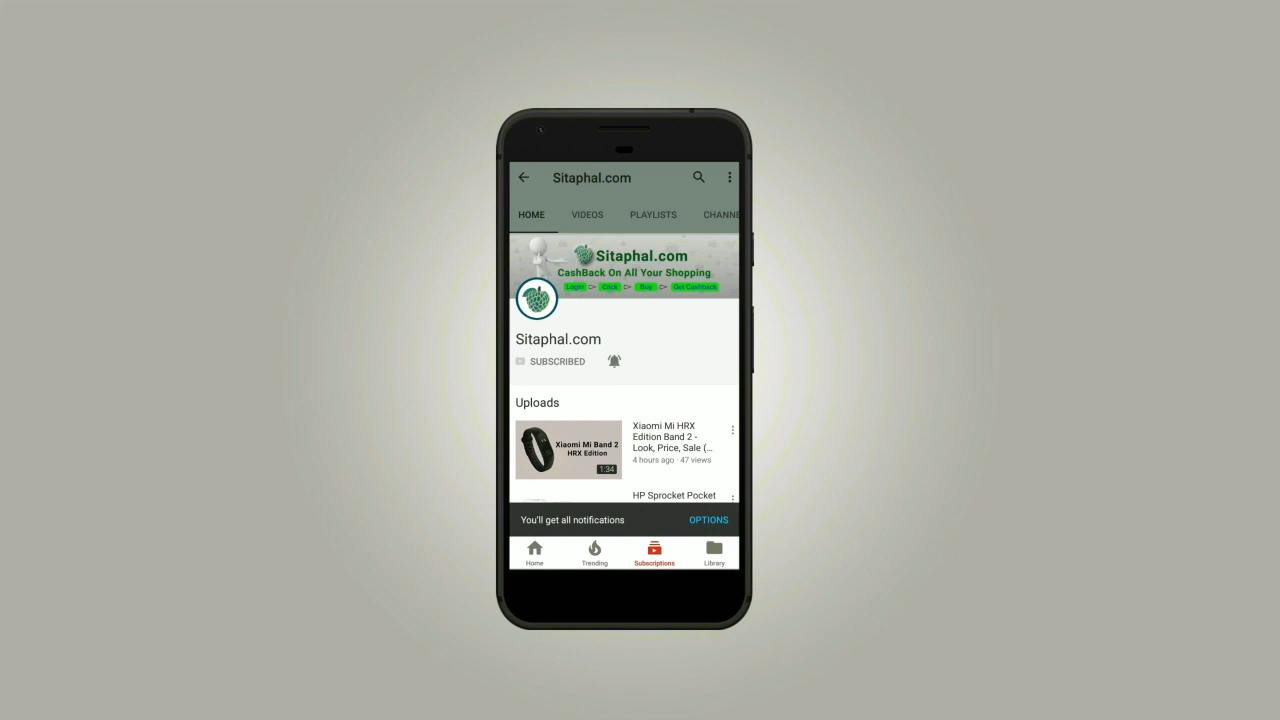 Sitaphal.com
HOME VIDEOS PLAYLISTS CHANNE
Sitaphal.com
CashBack On All Your Shopping
Login Click Buy Get Cashback
Sitaphal.com
SUBSCRIBED
Uploads
Xiaomi Mi Band 2
HRX Edition
1:34
Xiaomi Mi HRX
Edition Band 2 -
Look, Price, Sale (...
4 hours ago · 47 views
HP Sprocket Pocket
You'll get all notifications OPTIONS
Home Trending Subscriptions Library